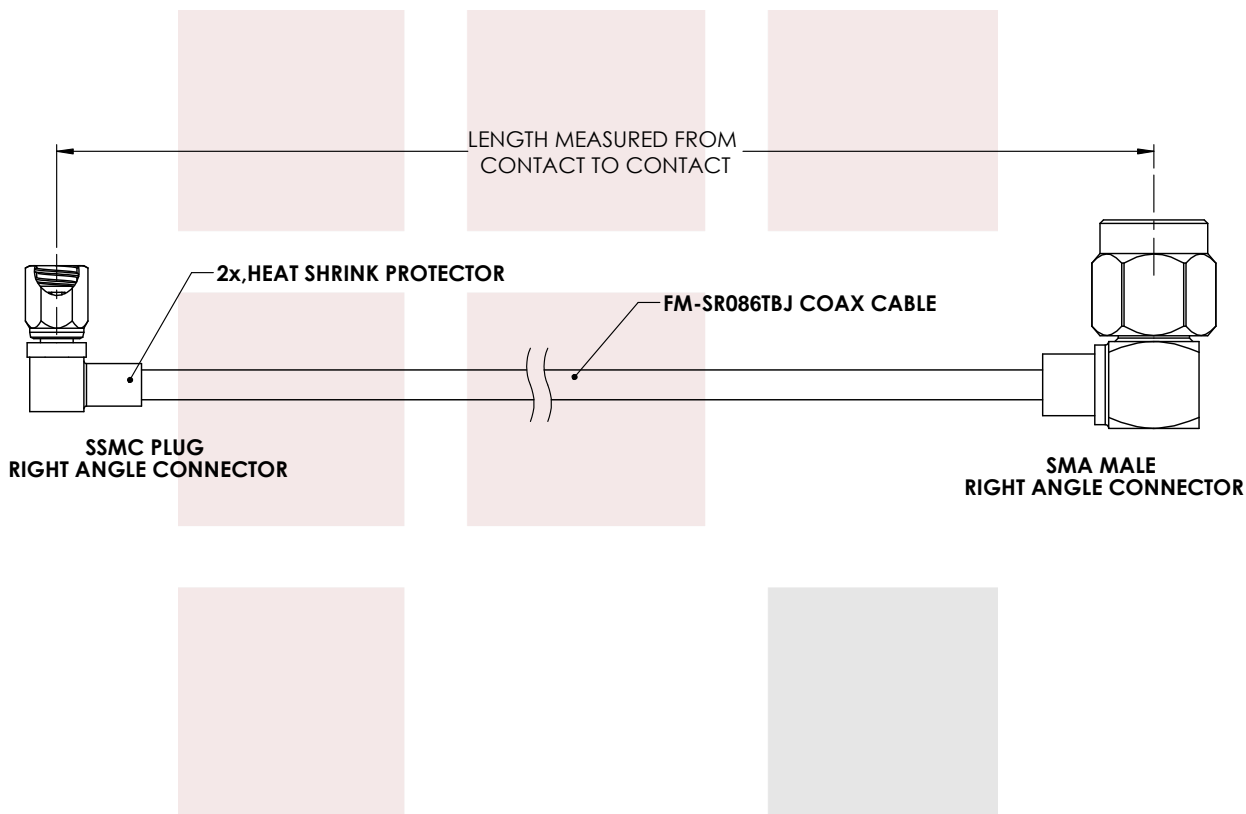 LENGTH MEASURED FROM
CONTACT TO CONTACT
2x,HEAT SHRINK PROTECTOR
FM-SR086TBJ COAX CABLE
SSMC PLUG
RIGHT ANGLE CONNECTOR
SMA MALE
RIGHT ANGLE CONNECTOR